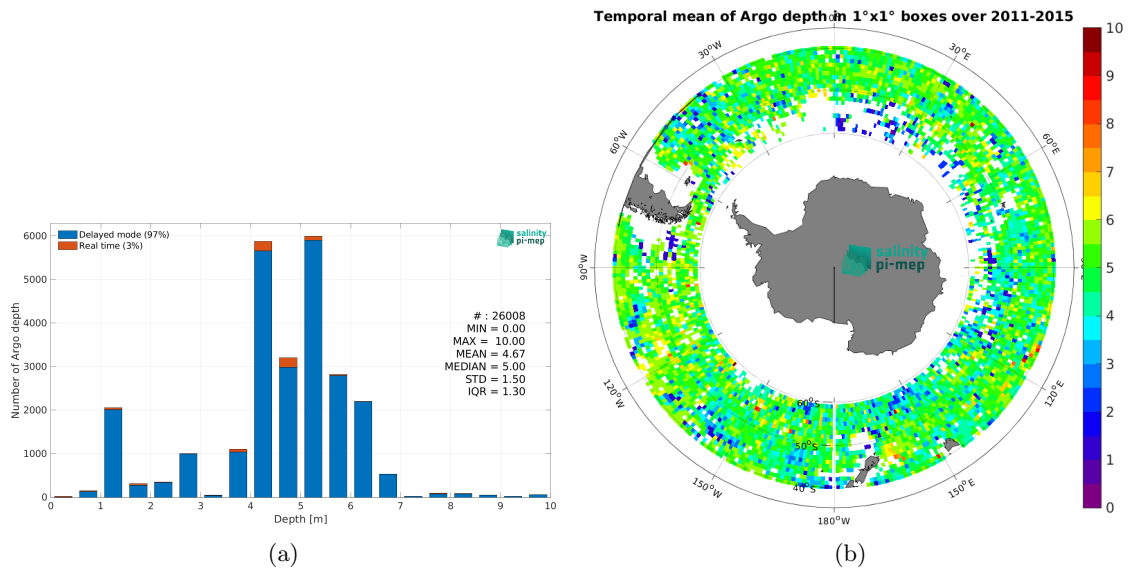 Delayed mode (97%)
Real time (3%)
salinity
pi-mep
6000
5000
4000
3000
2000
1000
0
Number of Argo depth
# : 26008
MIN = 0.00
MAX = 10.00
MEAN = 4.67
MEDIAN = 5.00
STD = 1.50
IQR = 1.30
0 1 2 3 4 5 6 7 8 9 10
Depth [m]
(a)
Temporal mean of Argo depth in 1°x1° boxes over 2011-2015
30°W
30°E
60°W
60°E
90°W
salinity
pi-mep
120°W
120°E
60°S
50°S
40°S
150°W
150°E
180°W
10
9
8
7
6
5
4
3
2
1
0
(b)